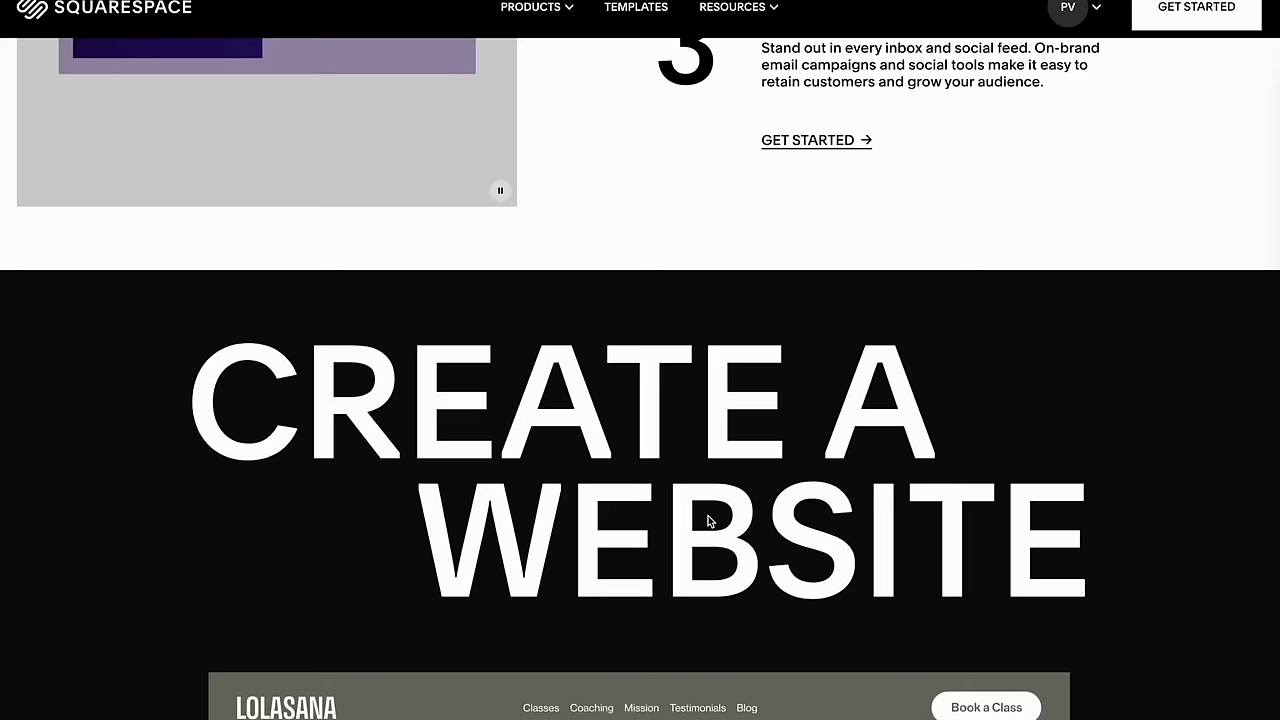 SQUARESPACE
PRODUCTS TEMPLATES RESOURCES
PV
GET STARTED
3
Stand out in every inbox and social feed. On-brand
email campaigns and social tools make it easy to
retain customers and grow your audience.
GET STARTED →
CREATE A
WEBSITE
LOLASANA
Classes Coaching Mission Testimonials Blog
Book a Class